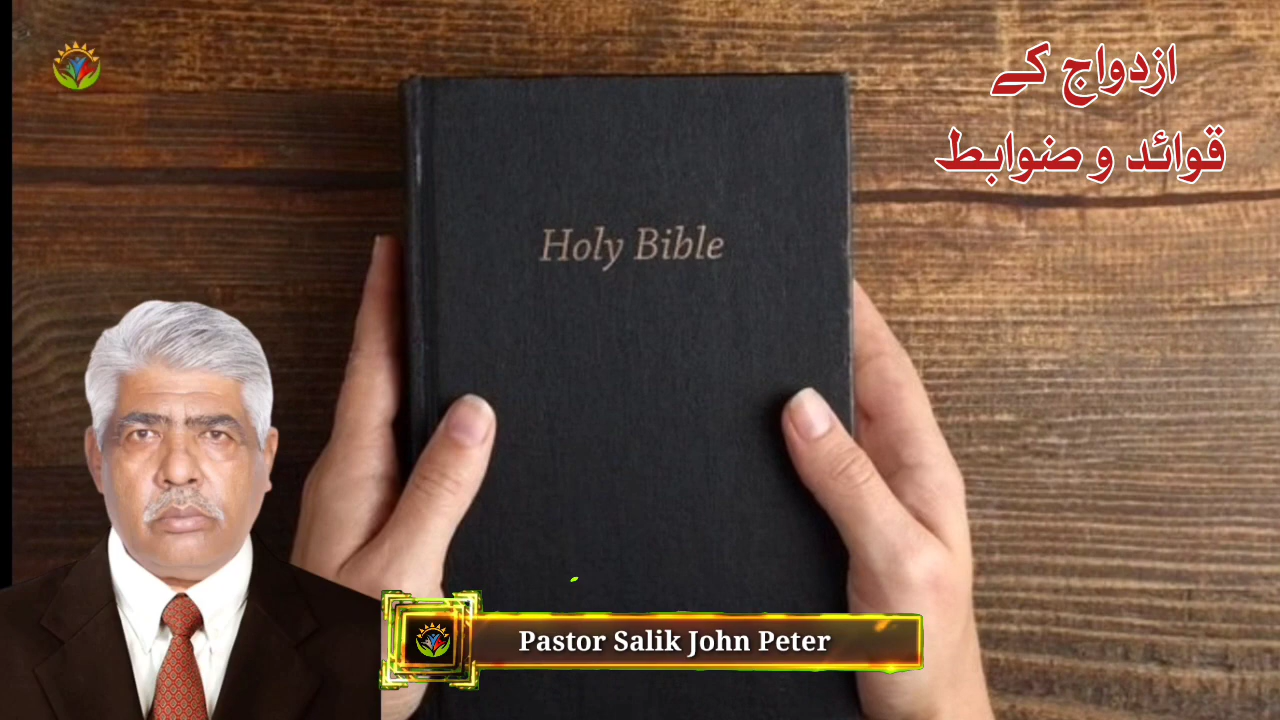 ازدواج کے
قوائد و ضوابط
Holy Bible
Pastor Salik John Peter